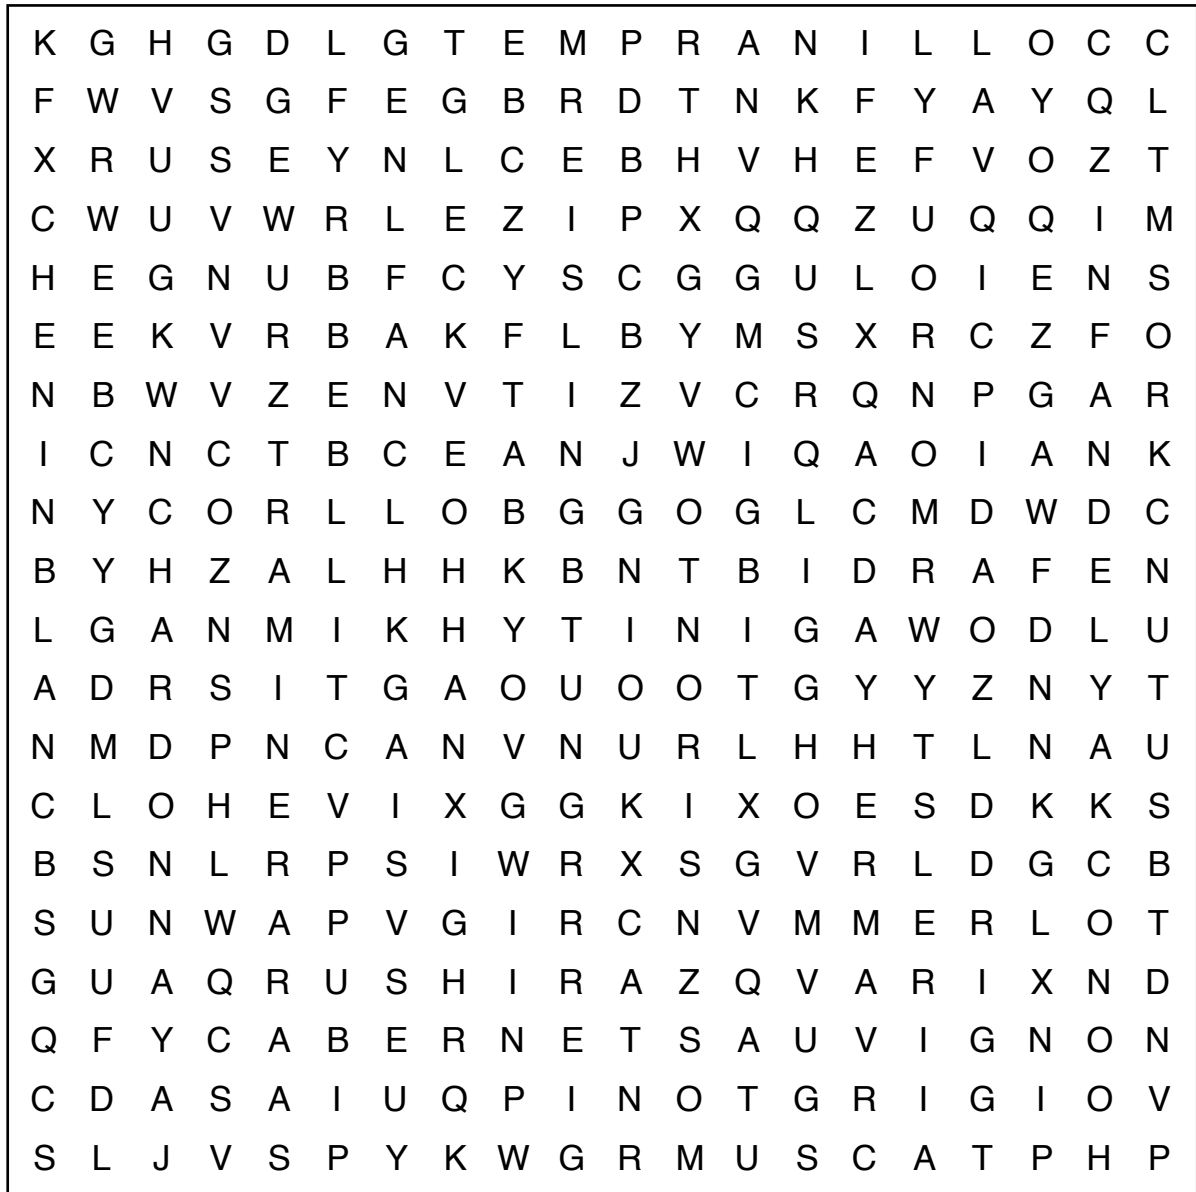 K G H G D L G T E M P R A N I L L O C C
F W V S G F E G B R D T N K F Y A Y Q L
X R U S E Y N L C E B H V H E F V O Z T
C W U V W R L E Z I P X Q Q Z U Q Q I M
H E G N U B F C Y S C G G U L O I E N S
E E K V R B A K F L B Y M S X R C Z F O
N B W V Z E N V T I Z V C R Q N P G A R
I C N C T B C E A N J W I Q A O I A N K
N Y C O R L L O B G G O G L C M D W D C
B Y H Z A L H H K B N T B I D R A F E N
L G A N M I K H Y T I N I G A W O D L U
A D R S I T G A O U O O T G Y Y Z N Y T
N M D P N C A N V N U R L H H T L N A U
C L O H E V I X G G K I X O E S D K K S
B S N L R P S I W R X S G V R L D G C B
S U N W A P V G I R C N V M M E R L O T
G U A Q R U S H I R A Z Q V A R I X N D
Q F Y C A B E R N E T S A U V I G N O N
C D A S A I U Q P I N O T G R I G I O V
S L J V S P Y K W G R M U S C A T P H P